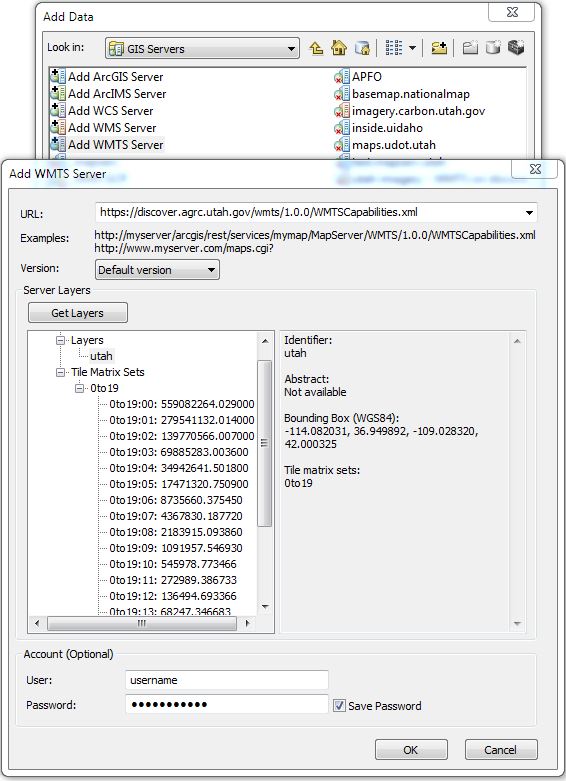 Add Data
Look in: GIS Servers
Add ArcGIS Server APFO
Add ArcIMS Server basemap.nationalmap
Add WCS Server imagery.carbon.utah.gov
Add WMS Server inside.uidaho
Add WMTS Server maps.udot.utah
Add WMTS Server
URL: https://discover.agrc.utah.gov/wmts/1.0.0/WMTSCapabilities.xml
Examples: http://myserver/arcgis/rest/services/mymap/MapServer/WMTS/1.0.0/WMTSCapabilities.xml
http://www.myserver.com/maps.cgi?
Version: Default version
Server Layers
Get Layers
Layers
utah
Tile Matrix Sets
0to19
0to19:00: 559082264.029000
0to19:01: 279541132.014000
0to19:02: 139770566.007000
0to19:03: 69885283.003600
0to19:04: 34942641.501800
0to19:05: 17471320.750900
0to19:06: 8735660.375450
0to19:07: 4367830.187720
0to19:08: 2183915.093860
0to19:09: 1091957.546930
0to19:10: 545978.773466
0to19:11: 272989.386733
0to19:12: 136494.693366
0to19:13: 68247.346683
Identifier:
utah
Abstract:
Not available
Bounding Box (WGS84):
-114.082031, 36.949892, -109.028320,
42.000325
Tile matrix sets:
0to19
Account (Optional)
User: username
Password: •••••••••••
Save Password
OK Cancel